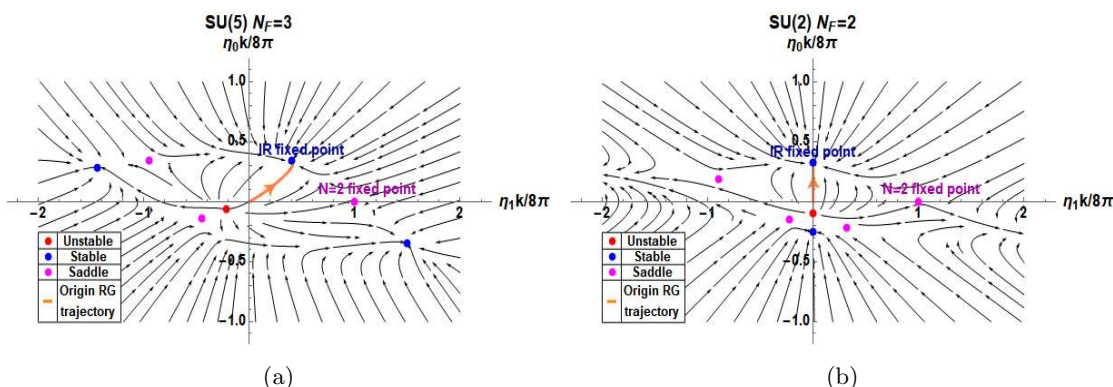 SU(5) N_F=3
η₀k/8π
1.0
0.5
IR fixed point
N=2 fixed point
-2
-1
1
2
η₁k/8π
-0.5
-1.0
Unstable
Stable
Saddle
Origin RG
trajectory
(a)
SU(2) N_F=2
η₀k/8π
1.0
0.5
IR fixed point
N=2 fixed point
-2
-1
1
2
η₁k/8π
-0.5
-1.0
Unstable
Stable
Saddle
Origin RG
trajectory
(b)